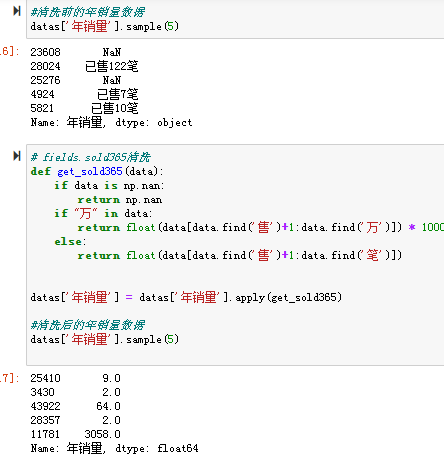 #清洗前的年销量数据
datas['年销量'].sample(5)
6]:
23608 NaN
28024 已售122笔
25276 NaN
4924 已售7笔
5821 已售10笔
Name: 年销量, dtype: object
# fields.sold365清洗
def get_sold365(data):
if data is np.nan:
return np.nan
if "万" in data:
return float(data[data.find('售')+1:data.find('万')]) * 1000
else:
return float(data[data.find('售')+1:data.find('笔')])
datas['年销量'] = datas['年销量'].apply(get_sold365)
#清洗后的年销量数据
datas['年销量'].sample(5)
7]:
25410 9.0
3430 2.0
43922 64.0
28357 2.0
11781 3058.0
Name: 年销量, dtype: float64